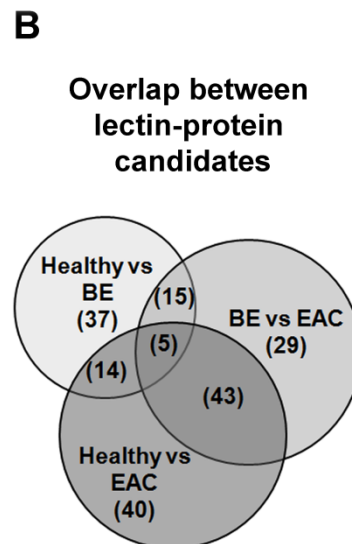 B
Overlap between
lectin-protein
candidates
Healthy vs
BE
(37)
(15)
BE vs EAC
(29)
(5)
(14)
(43)
Healthy vs
EAC
(40)